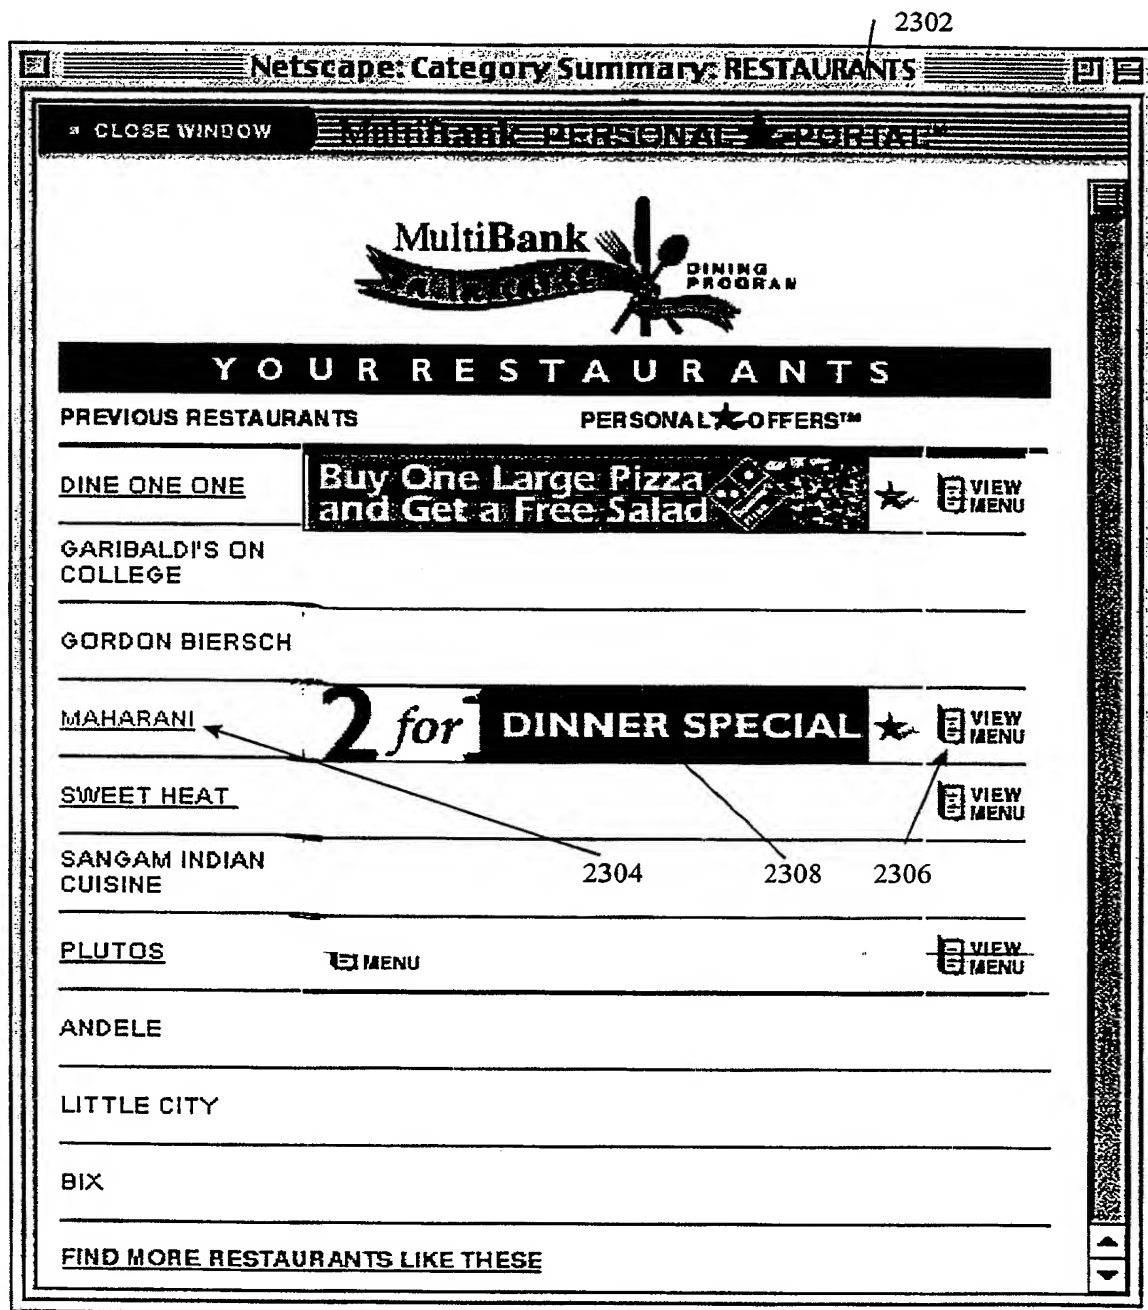 2302
Netscape: Category Summary: RESTAURANTS
CLOSE WINDOW MultiBank PERSONAL PORTAL™
MultiBank
DINING
PROGRAM
YOUR RESTAURANTS
PREVIOUS RESTAURANTS PERSONAL OFFERS™
DINE ONE ONE
Buy One Large Pizza
and Get a Free Salad
VIEW
MENU
GARIBALDI'S ON
COLLEGE
GORDON BIERSCH
MAHARANI
2 for DINNER SPECIAL
VIEW
MENU
SWEET HEAT
VIEW
MENU
2304 2308 2306
SANGAM INDIAN
CUISINE
PLUTOS
MENU
VIEW
MENU
ANDELE
LITTLE CITY
BIX
FIND MORE RESTAURANTS LIKE THESE